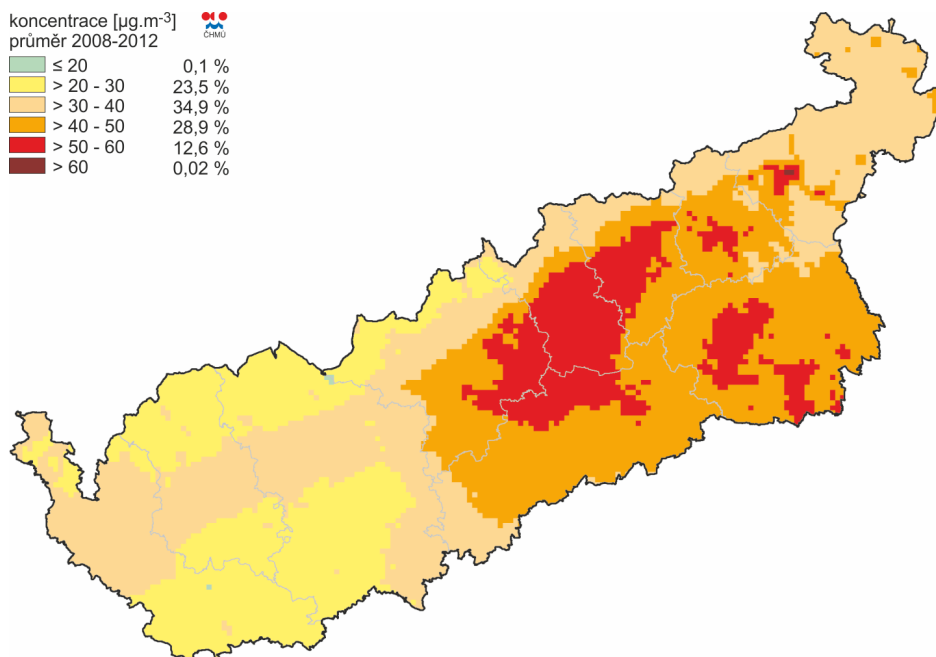 koncentrace [µg.m-3]
průměr 2008-2012
ČHMÚ
≤ 20 0,1 %
> 20 - 30 23,5 %
> 30 - 40 34,9 %
> 40 - 50 28,9 %
> 50 - 60 12,6 %
> 60 0,02 %